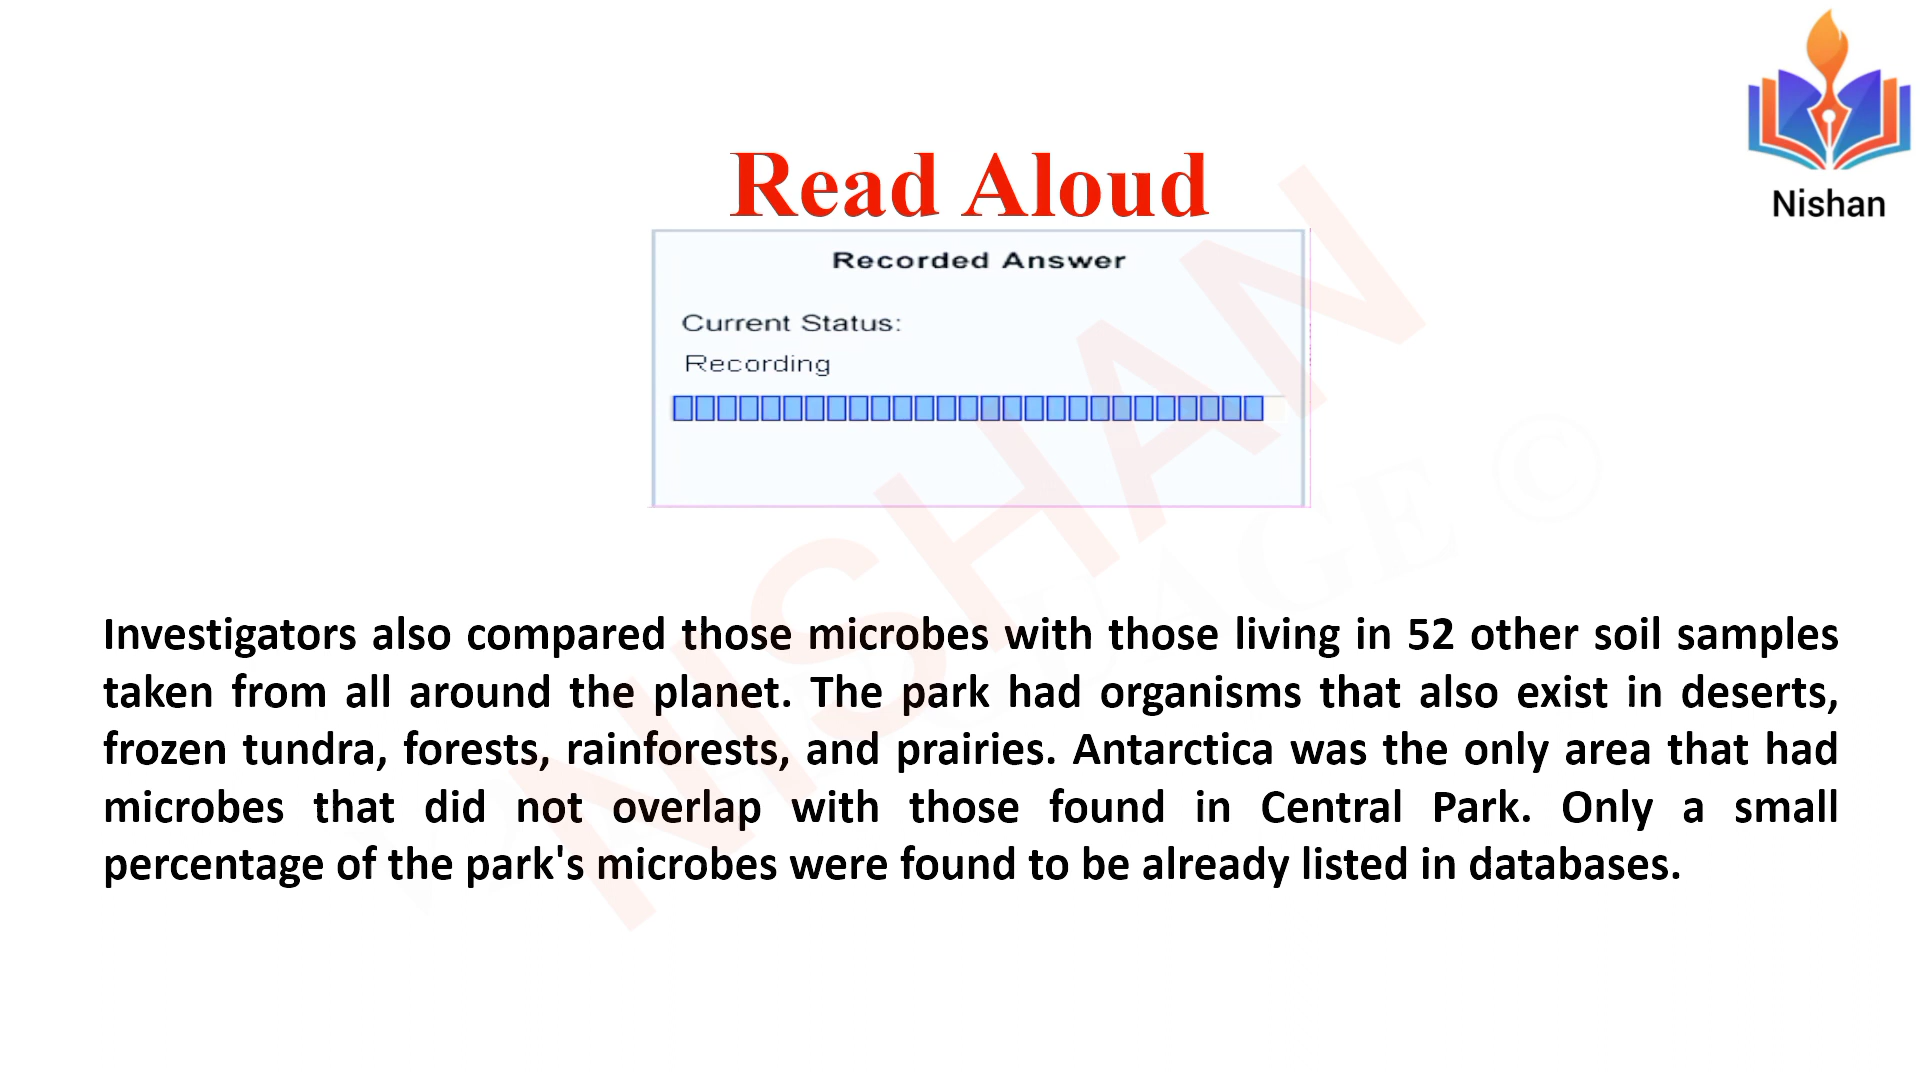 Nishan
Read Aloud
Recorded Answer
Current Status:
Recording
Investigators also compared those microbes with those living in 52 other soil samples
taken from all around the planet. The park had organisms that also exist in deserts,
frozen tundra, forests, rainforests, and prairies. Antarctica was the only area that had
microbes that did not overlap with those found in Central Park. Only a small
percentage of the park's microbes were found to be already listed in databases.
NISHAN